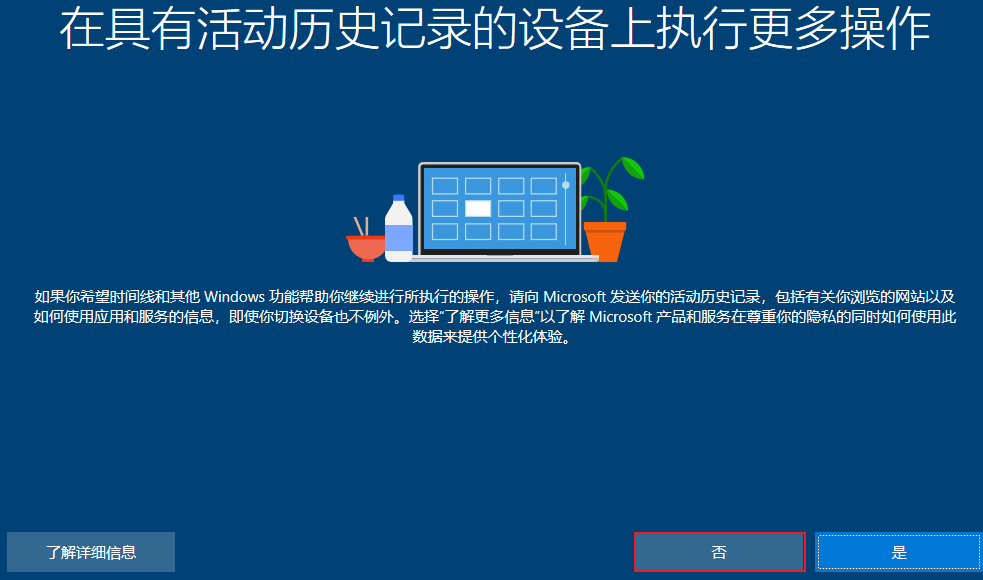 在具有活动历史记录的设备上执行更多操作
如果你希望时间线和其他 Windows 功能帮助你继续进行所执行的操作，请向 Microsoft 发送你的活动历史记录，包括有关你浏览的网站以及
如何使用应用和服务的信息，即使你切换设备也不例外。选择"了解更多信息"以了解 Microsoft 产品和服务在尊重你的隐私的同时如何使用此
数据来提供个性化体验。
了解详细信息
否
是